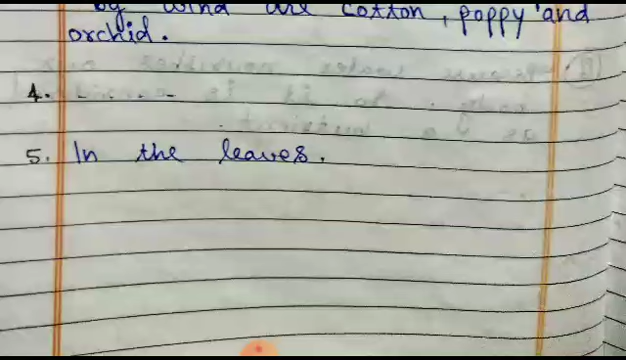 by wind are cotton, poppy and
orchid.
4. - - - - -
5. In the leaves.